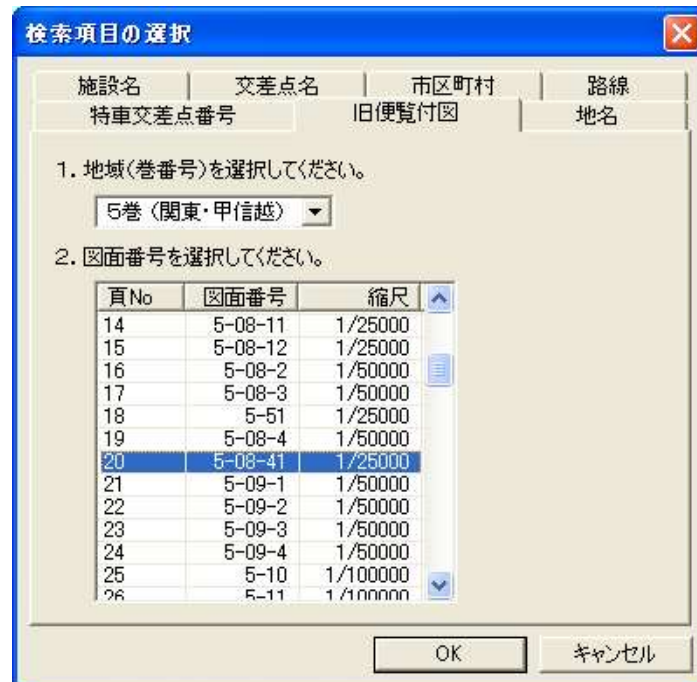 検索項目の選択
施設名 交差点名 市区町村 路線
特車交差点番号 旧便覧付図 地名
1. 地域(巻番号)を選択してください。
5巻 (関東・甲信越)
2. 図面番号を選択してください。
頁No 図面番号 縮尺
14 5-08-11 1/25000
15 5-08-12 1/25000
16 5-08-2 1/50000
17 5-08-3 1/50000
18 5-51 1/25000
19 5-08-4 1/50000
20 5-08-41 1/25000
21 5-09-1 1/50000
22 5-09-2 1/50000
23 5-09-3 1/50000
24 5-09-4 1/50000
25 5-10 1/100000
26 5-11 1/100000
OK キャンセル